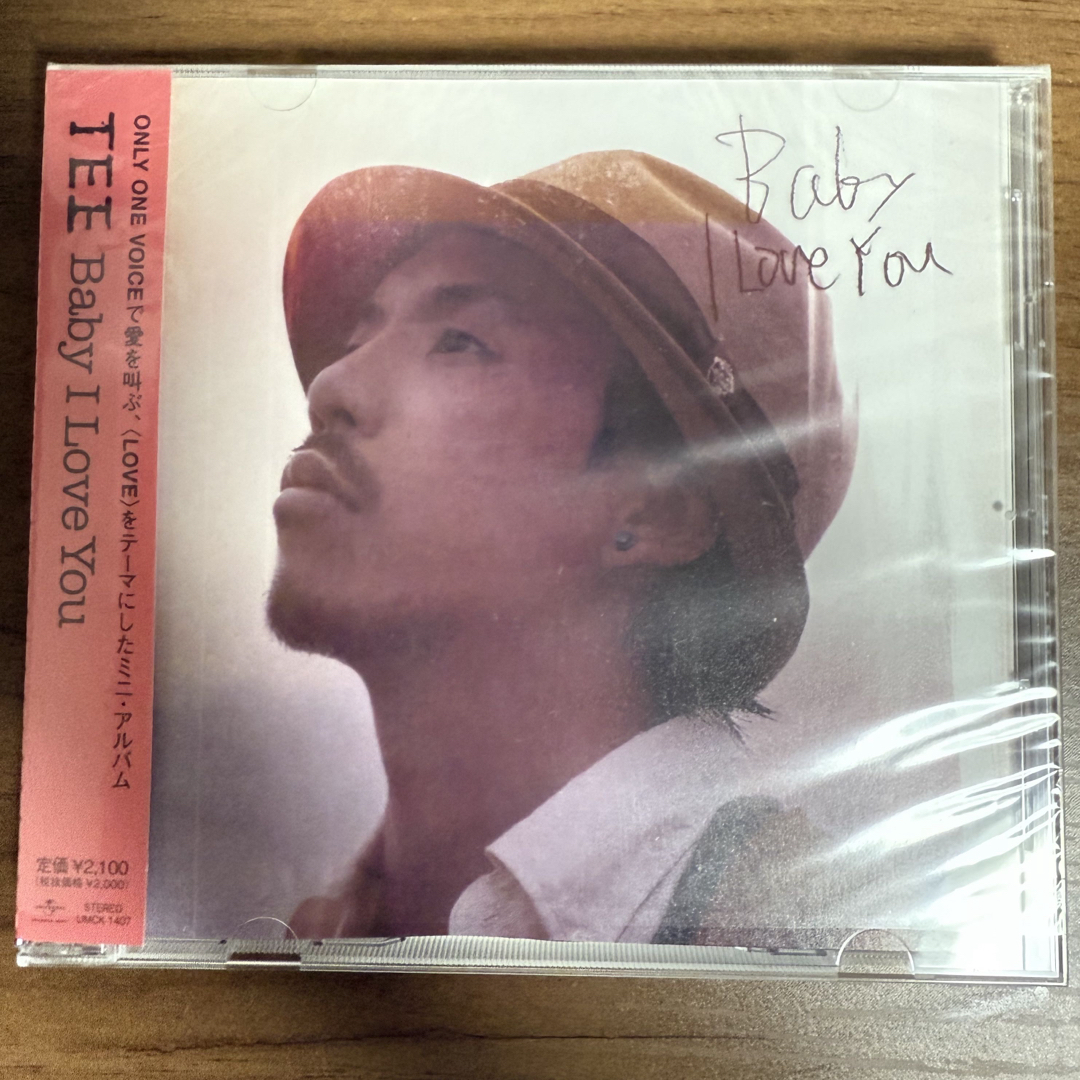 Baby
I Love You
ONLY ONE VOICEで愛を叫ぶ、〈LOVE〉をテーマにしたミニ・アルバム
TEE Baby I Love You
定価 ¥2,100
(税抜価格 ¥2,000)
STEREO
UMCK-1407